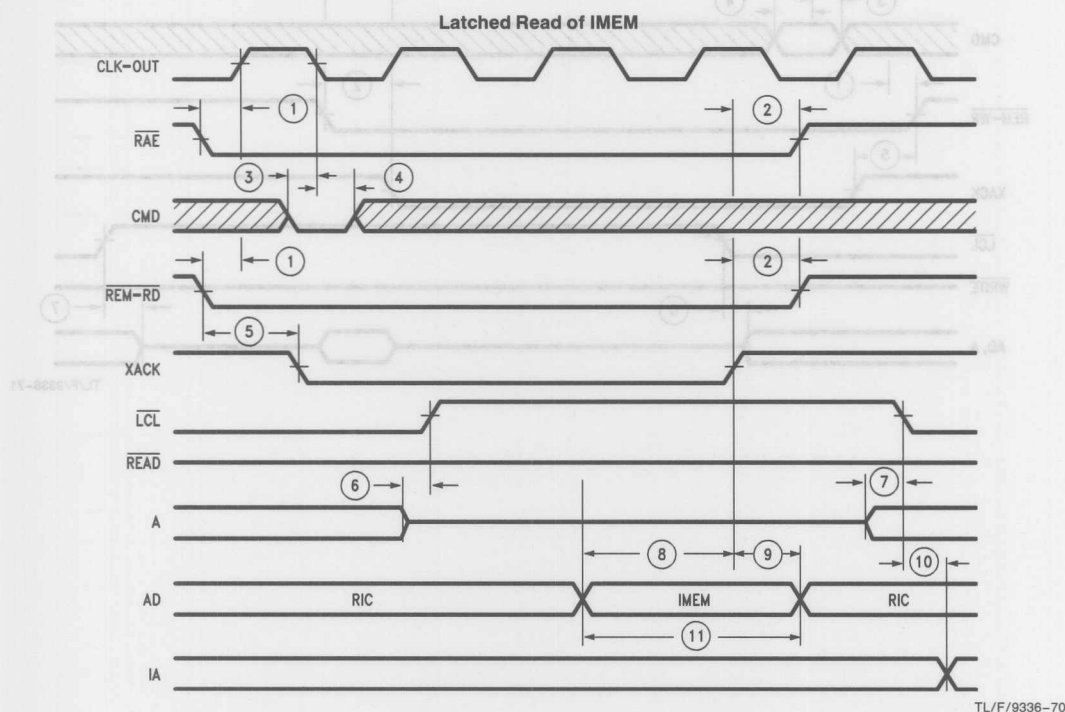 Latched Read of IMEM
CLK-OUT
1 2
RAE
3 4
CMD
1 2
REM-RD
5
XACK
LCL
READ
6 7
A
8 9 10
AD RIC IMEM RIC
11
IA
TL/F/9336-70